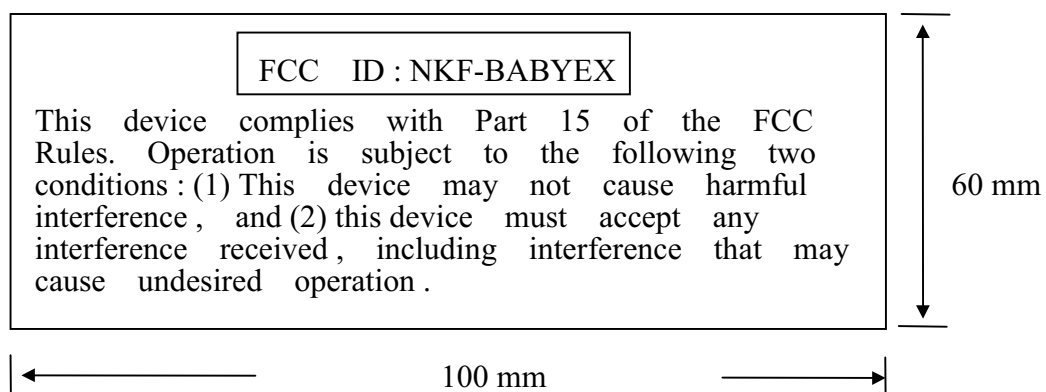 FCC ID : NKF-BABYEX
This device complies with Part 15 of the FCC
Rules. Operation is subject to the following two
conditions : (1) This device may not cause harmful
interference , and (2) this device must accept any
interference received , including interference that may
cause undesired operation .
60 mm
100 mm